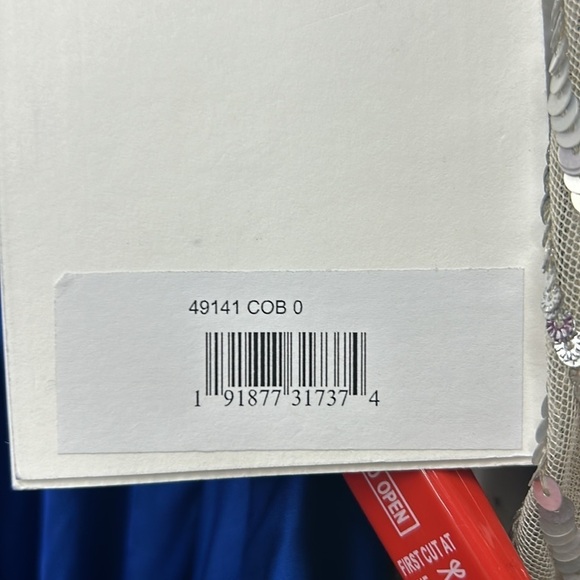 49141 COB 0
1 91877 31737 4
OPEN
FIRST CUT AT